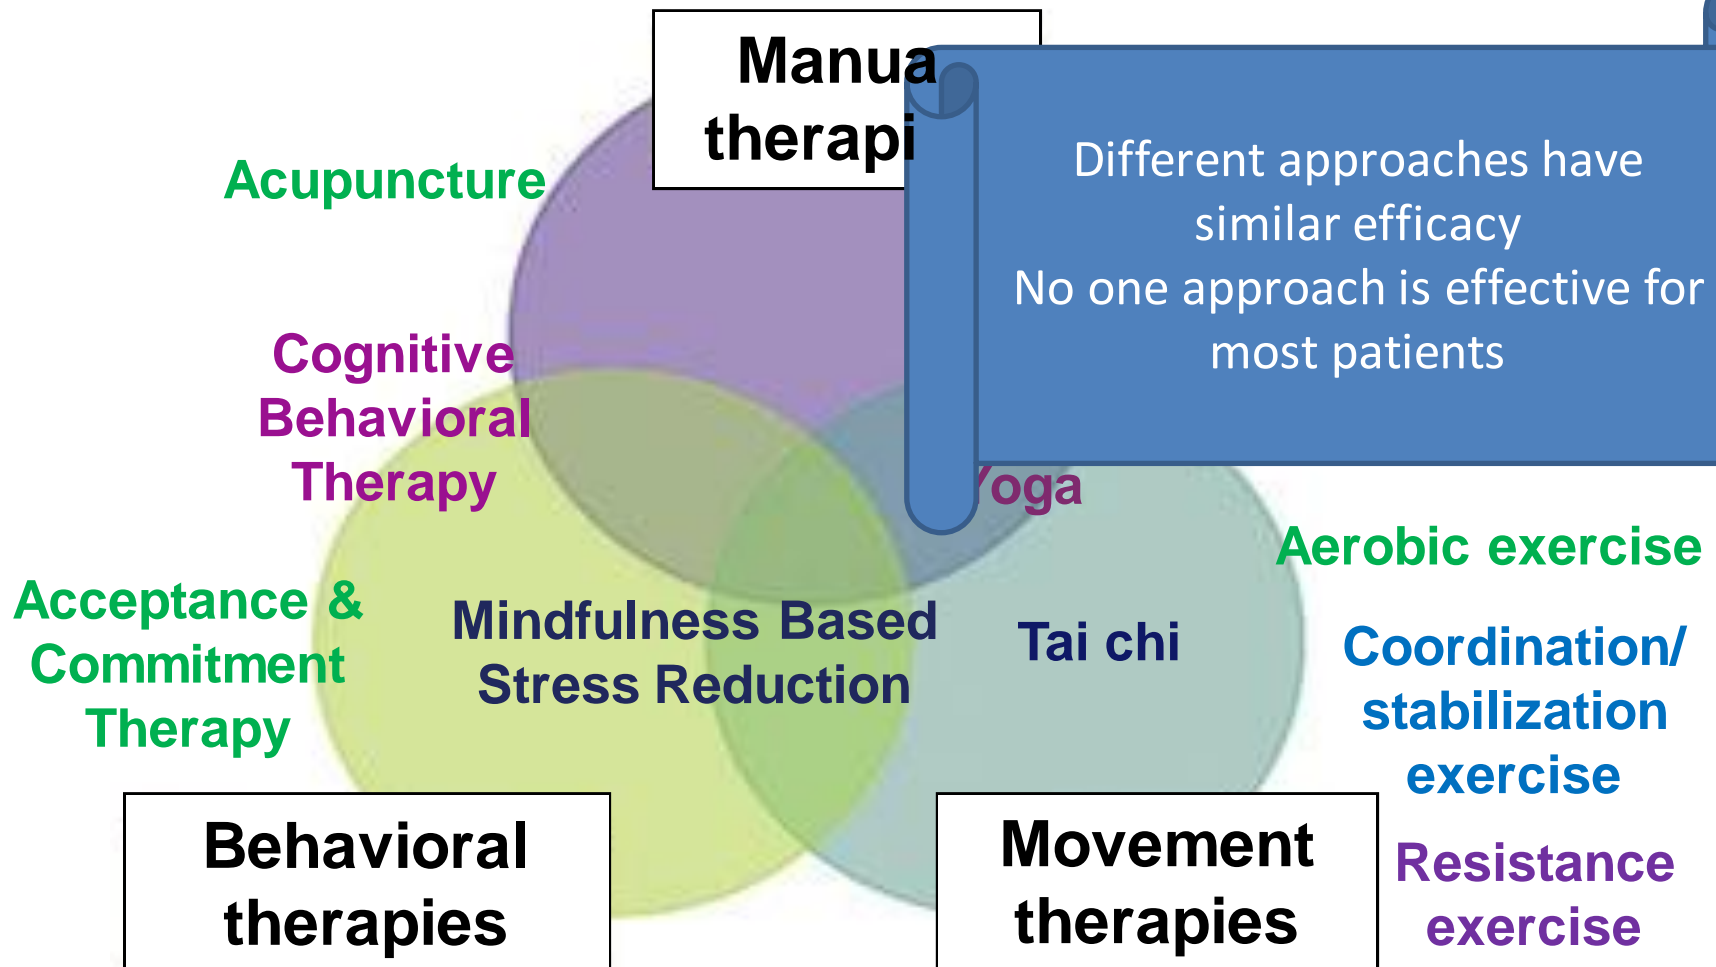 Manua
therapi
Different approaches have
similar efficacy
No one approach is effective for
most patients
Acupuncture
Cognitive
Behavioral
Therapy
Yoga
Aerobic exercise
Acceptance &
Commitment
Therapy
Mindfulness Based
Stress Reduction
Tai chi
Coordination/
stabilization
exercise
Behavioral
therapies
Movement
therapies
Resistance
exercise